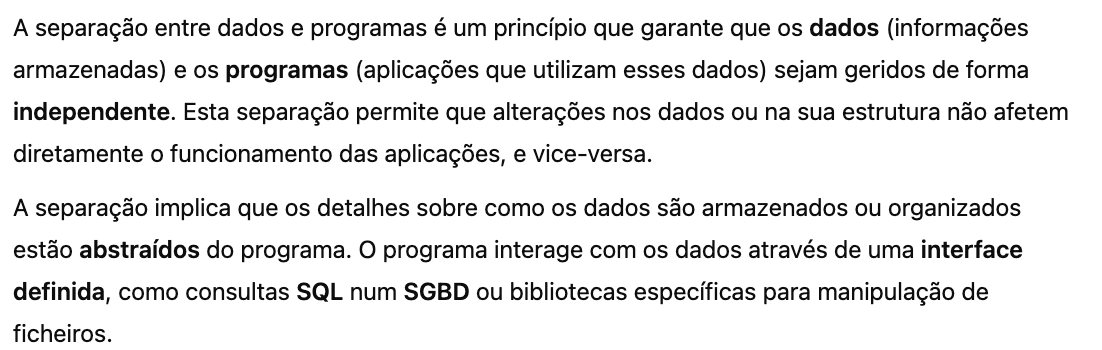 A separação entre dados e programas é um princípio que garante que os dados (informações
armazenadas) e os programas (aplicações que utilizam esses dados) sejam geridos de forma
independente. Esta separação permite que alterações nos dados ou na sua estrutura não afetem
diretamente o funcionamento das aplicações, e vice-versa.
A separação implica que os detalhes sobre como os dados são armazenados ou organizados
estão abstraídos do programa. O programa interage com os dados através de uma interface
definida, como consultas SQL num SGBD ou bibliotecas específicas para manipulação de
ficheiros.